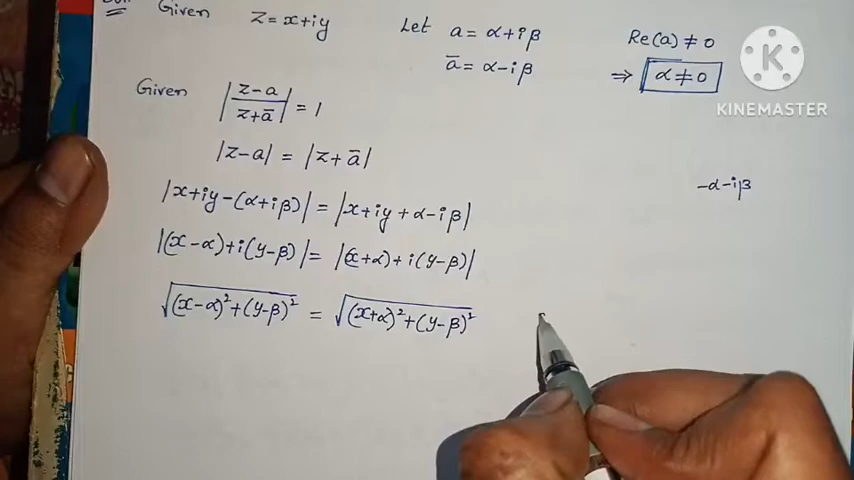 Given z = x+iy Let a = α+iβ Re(a) ≠ 0
ā = α-iβ ⇒ α ≠ 0
Given |z-a / z+ā| = 1
|z-a| = |z+ā|
-α-iβ
|x+iy-(α+iβ)| = |x+iy+α-iβ|
|(x-α)+i(y-β)| = |(x+α)+i(y-β)|
√(x-α)²+(y-β)² = √(x+α)²+(y-β)²
K
KINEMASTER